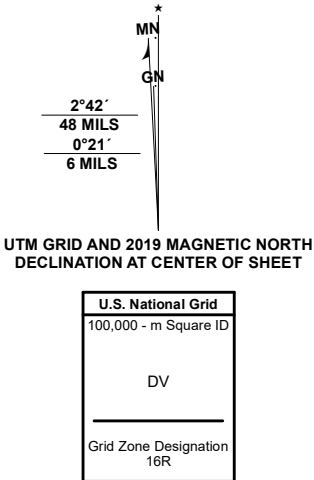 MN
GN
2°42´
48 MILS
0°21´
6 MILS
UTM GRID AND 2019 MAGNETIC NORTH
DECLINATION AT CENTER OF SHEET
U.S. National Grid
100,000 - m Square ID
DV
Grid Zone Designation
16R